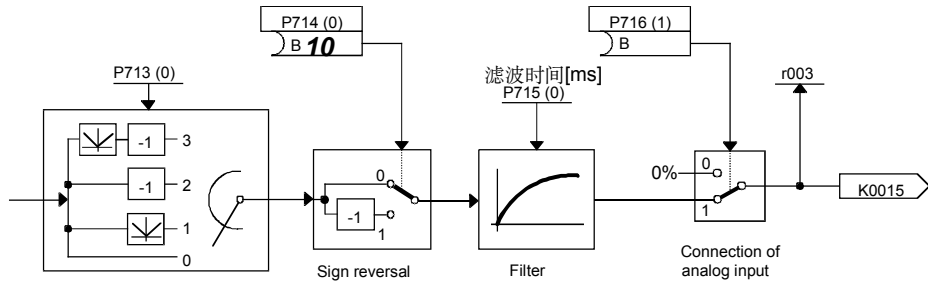 P714 (0)
B 10
P716 (1)
B
P713 (0)
滤波时间[ms]
P715 (0)
r003
-1
3
-1
2
1
0
0
-1
1
0%
0
1
K0015
Sign reversal
Filter
Connection of
analog input